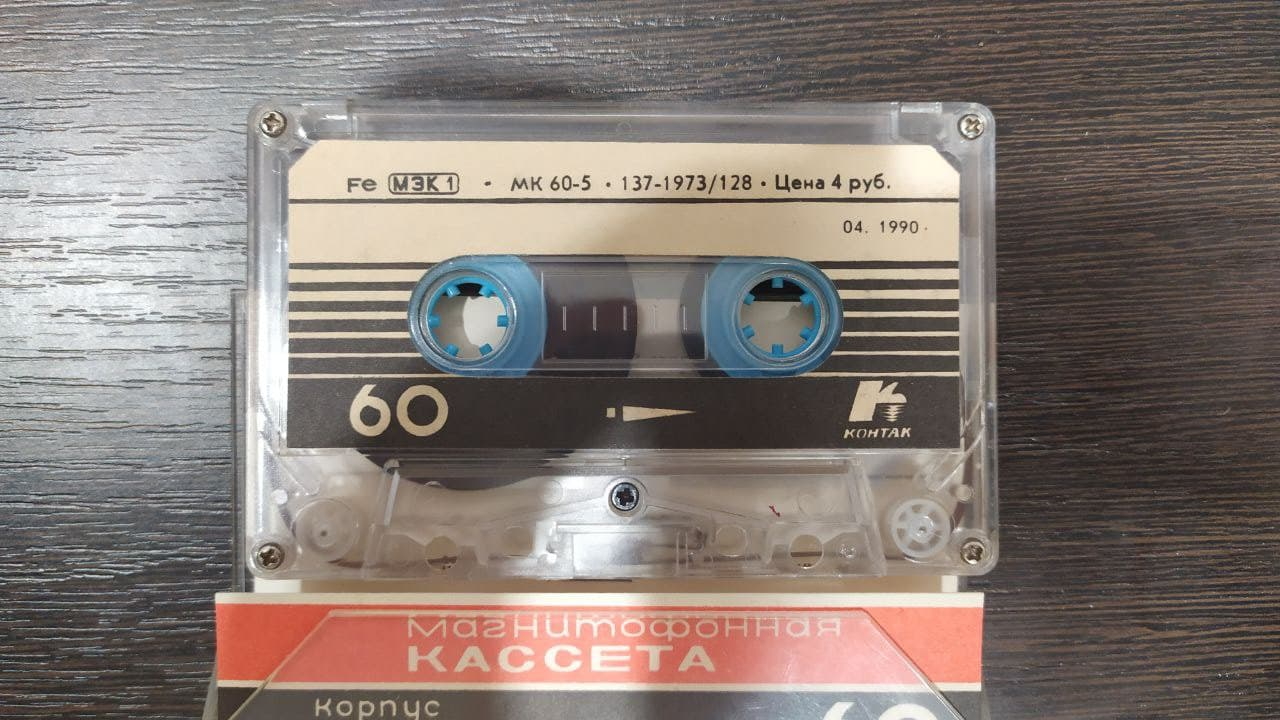 Fe МЭК 1 • МК 60-5 • 137-1973/128 • Цена 4 руб.
04. 1990.
60
КОНТАК
Магнитофонная
КАССЕТА
Корпус
60